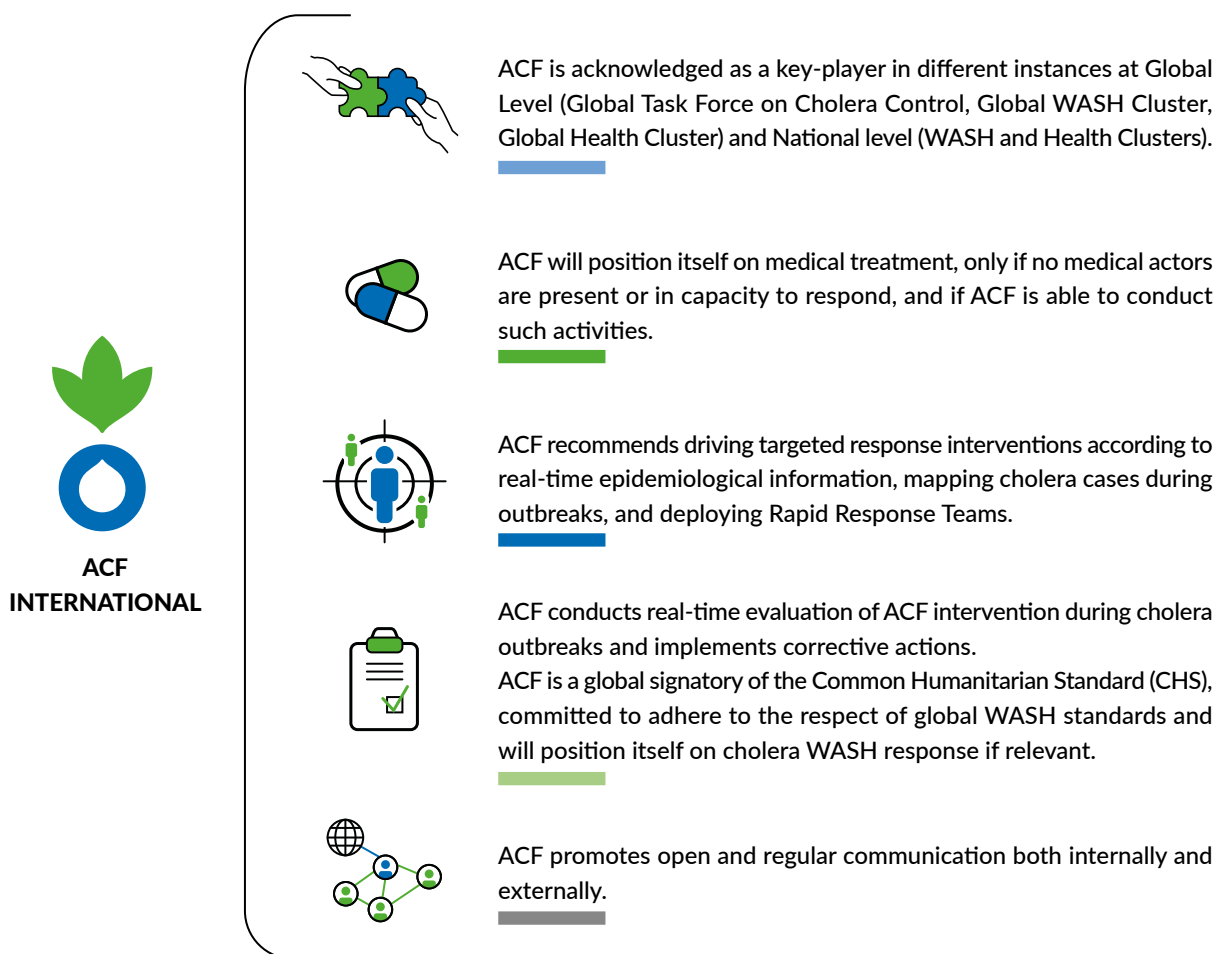 ACF is acknowledged as a key-player in different instances at Global
Level (Global Task Force on Cholera Control, Global WASH Cluster,
Global Health Cluster) and National level (WASH and Health Clusters).
ACF will position itself on medical treatment, only if no medical actors
are present or in capacity to respond, and if ACF is able to conduct
such activities.
ACF recommends driving targeted response interventions according to
real-time epidemiological information, mapping cholera cases during
outbreaks, and deploying Rapid Response Teams.
ACF
INTERNATIONAL
ACF conducts real-time evaluation of ACF intervention during cholera
outbreaks and implements corrective actions.
ACF is a global signatory of the Common Humanitarian Standard (CHS),
committed to adhere to the respect of global WASH standards and
will position itself on cholera WASH response if relevant.
ACF promotes open and regular communication both internally and
externally.